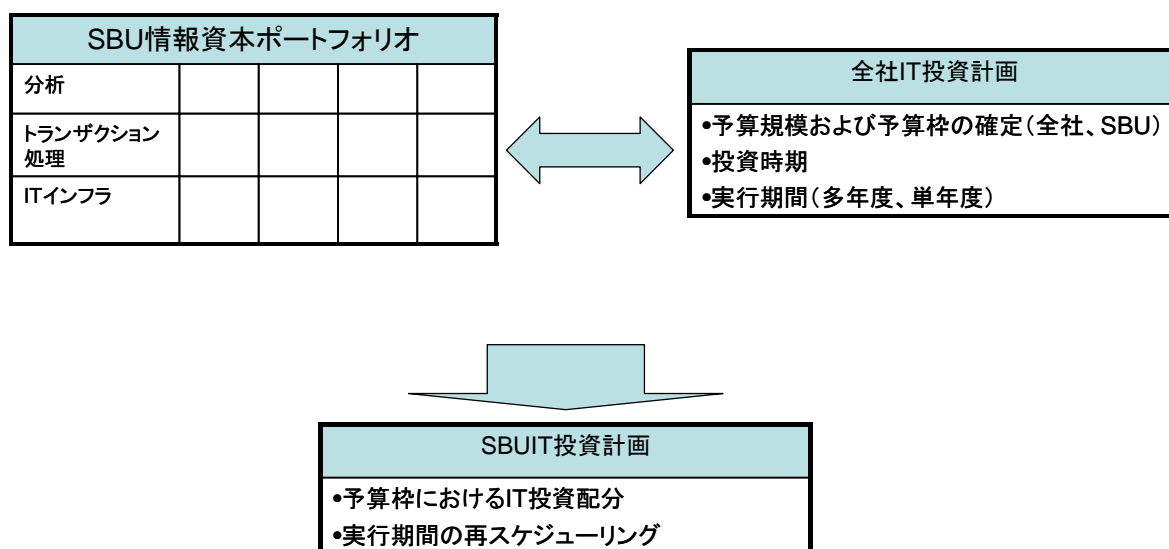 SBU情報資本ポートフォリオ
分析
トランザクション
処理
ITインフラ
全社IT投資計画
•予算規模および予算枠の確定(全社、SBU)
•投資時期
•実行期間(多年度、単年度)
SBUIT投資計画
•予算枠におけるIT投資配分
•実行期間の再スケジューリング